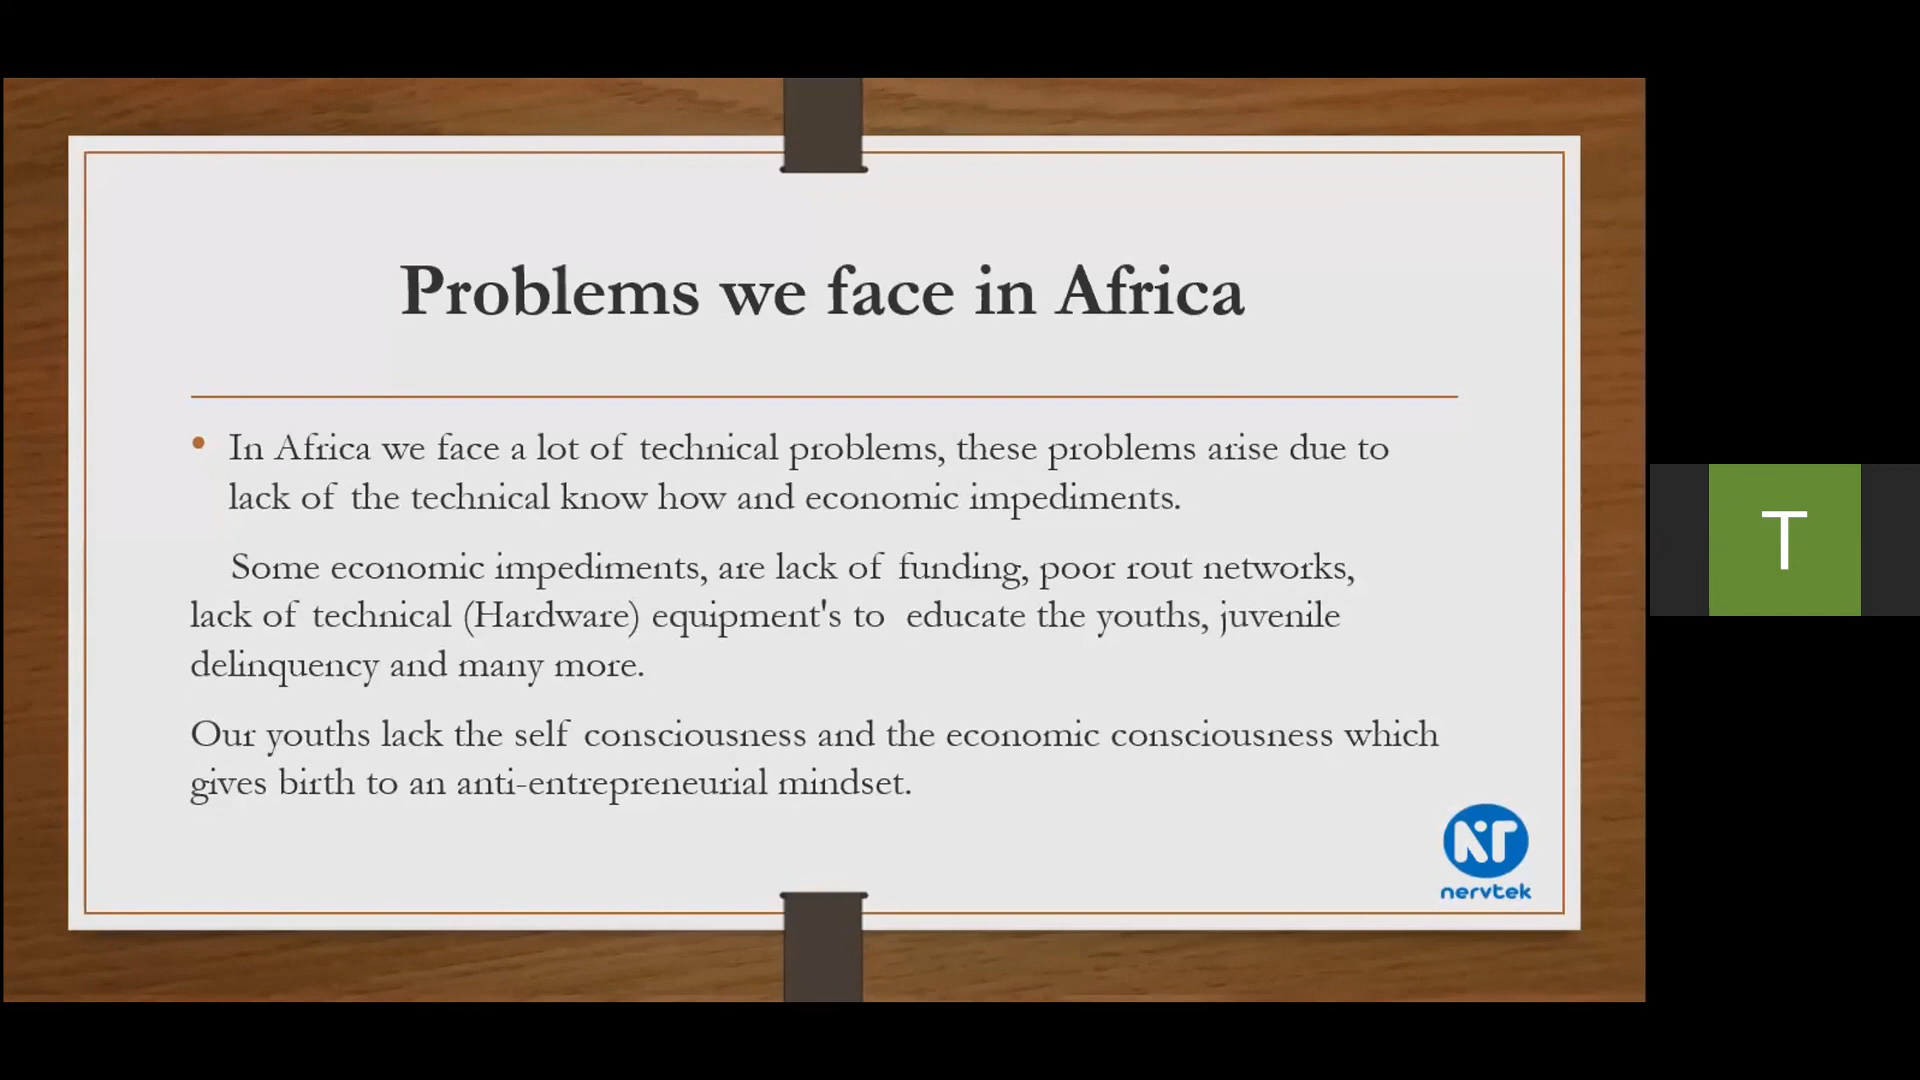 Problems we face in Africa
• In Africa we face a lot of technical problems, these problems arise due to
lack of the technical know how and economic impediments.
Some economic impediments, are lack of funding, poor rout networks,
lack of technical (Hardware) equipment's to educate the youths, juvenile
delinquency and many more.
Our youths lack the self consciousness and the economic consciousness which
gives birth to an anti-entrepreneurial mindset.
NT
nervtek
T